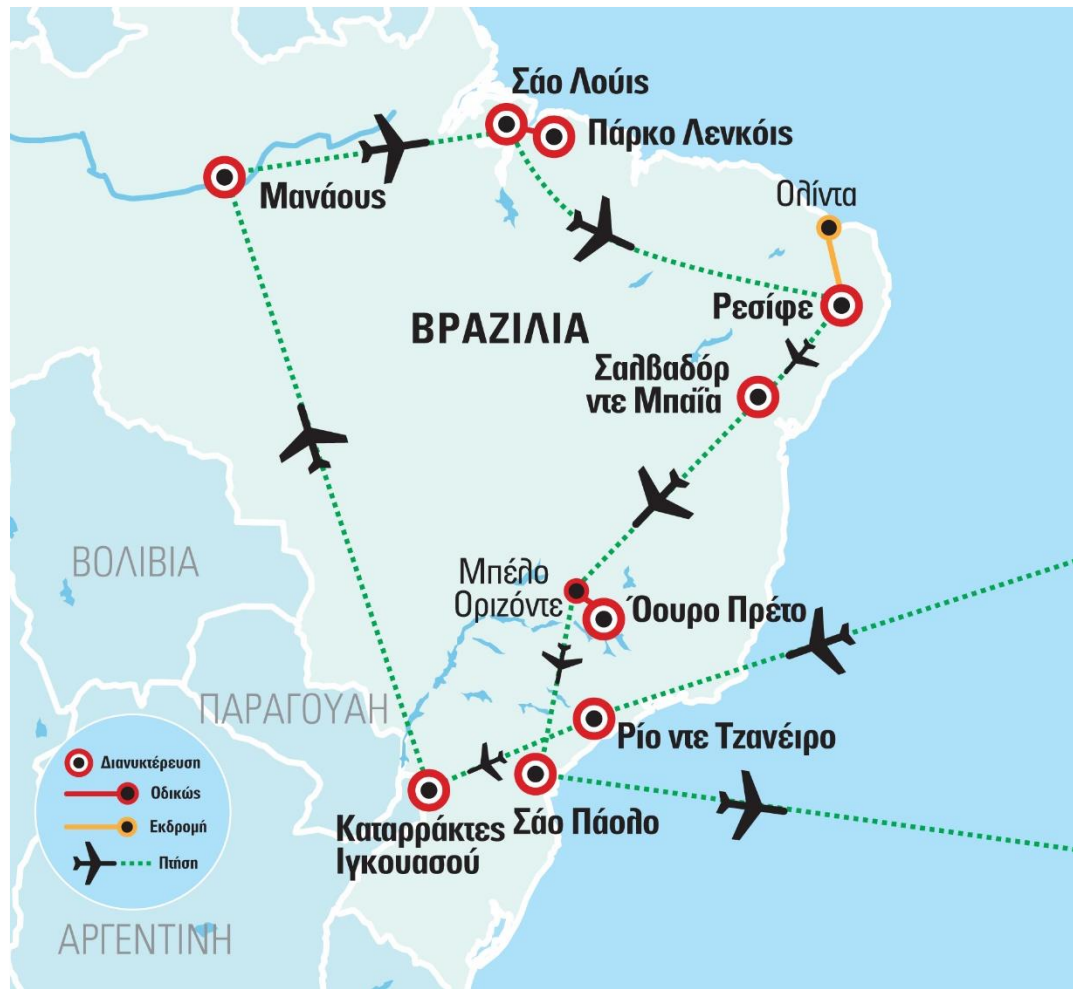 Σάο Λούις
Πάρκο Λενκόις
Μανάους
Ολίντα
Ρεσίφε
ΒΡΑΖΙΛΙΑ
Σαλβαδόρ
ντε Μπαΐα
ΒΟΛΙΒΙΑ
Μπέλο
Οριζόντε
Όουρο Πρέτο
ΠΑΡΑΓΟΥΑΗ
Ρίο ντε Τζανέιρο
Διανυκτέρευση
Οδικώς
Εκδρομή
Πτήση
Καταρράκτες
Ιγκουασού
Σάο Πάολο
ΑΡΓΕΝΤΙΝΗ